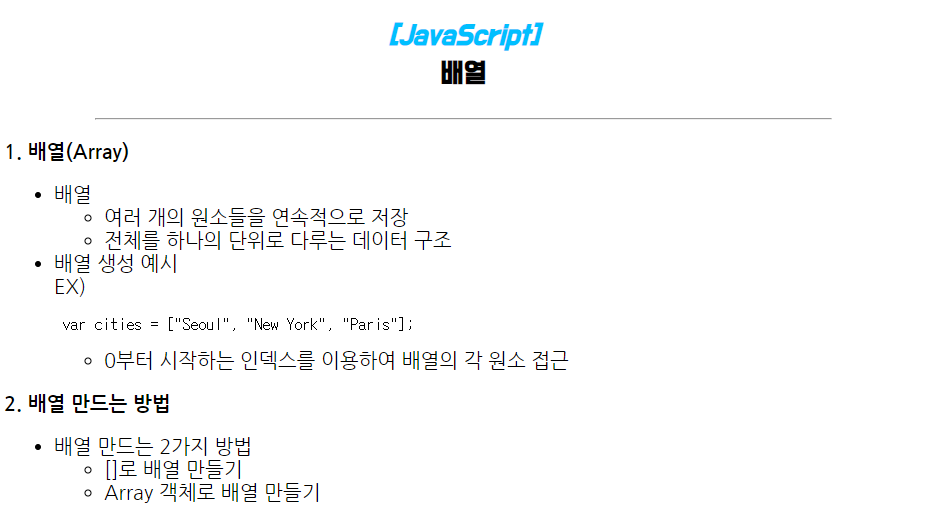 [JavaScript]
배열
1. 배열(Array)
• 배열
◦ 여러 개의 원소들을 연속적으로 저장
◦ 전체를 하나의 단위로 다루는 데이터 구조
• 배열 생성 예시
EX)
var cities = ["Seoul", "New York", "Paris"];
◦ 0부터 시작하는 인덱스를 이용하여 배열의 각 원소 접근
2. 배열 만드는 방법
• 배열 만드는 2가지 방법
◦ []로 배열 만들기
◦ Array 객체로 배열 만들기